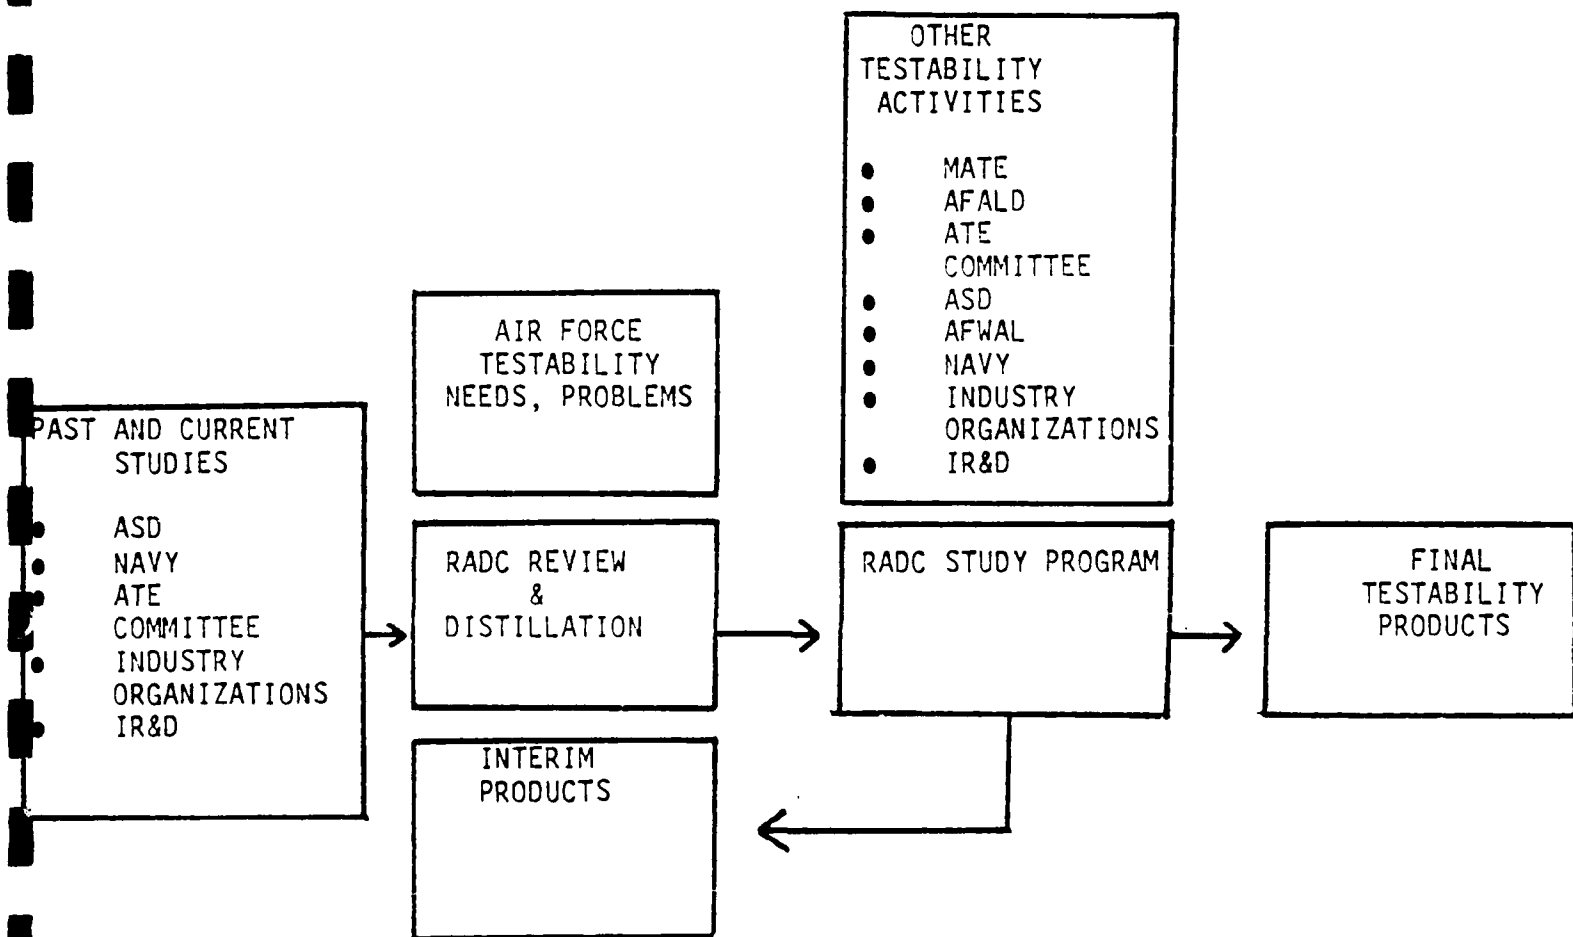 OTHER
TESTABILITY
ACTIVITIES
● MATE
● AFALD
● ATE
COMMITTEE
● ASD
● AFWAL
● NAVY
● INDUSTRY
ORGANIZATIONS
● IR&D
AIR FORCE
TESTABILITY
NEEDS, PROBLEMS
PAST AND CURRENT
STUDIES
● ASD
● NAVY
● ATE
COMMITTEE
● INDUSTRY
ORGANIZATIONS
● IR&D
RADC REVIEW
&
DISTILLATION
RADC STUDY PROGRAM
FINAL
TESTABILITY
PRODUCTS
INTERIM
PRODUCTS